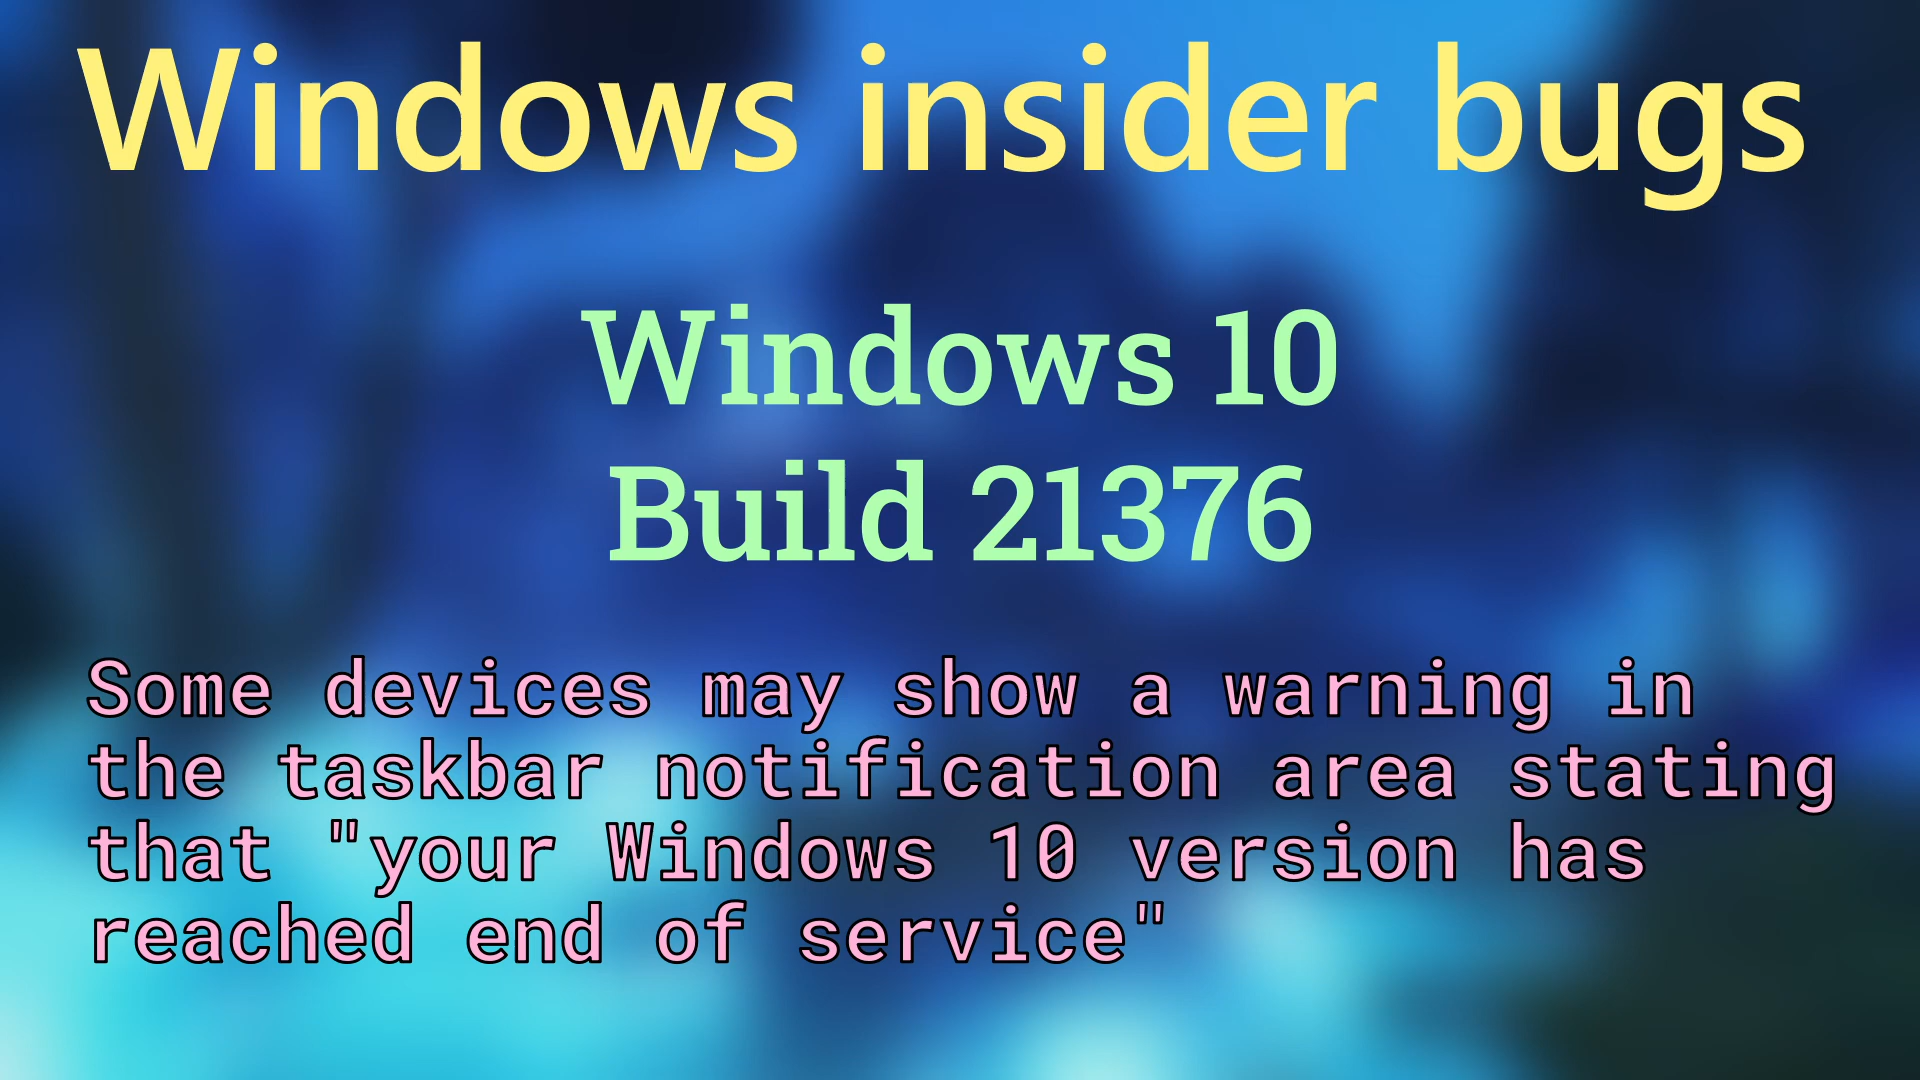 Windows insider bugs
Windows 10
Build 21376
Some devices may show a warning in
the taskbar notification area stating
that "your Windows 10 version has
reached end of service"